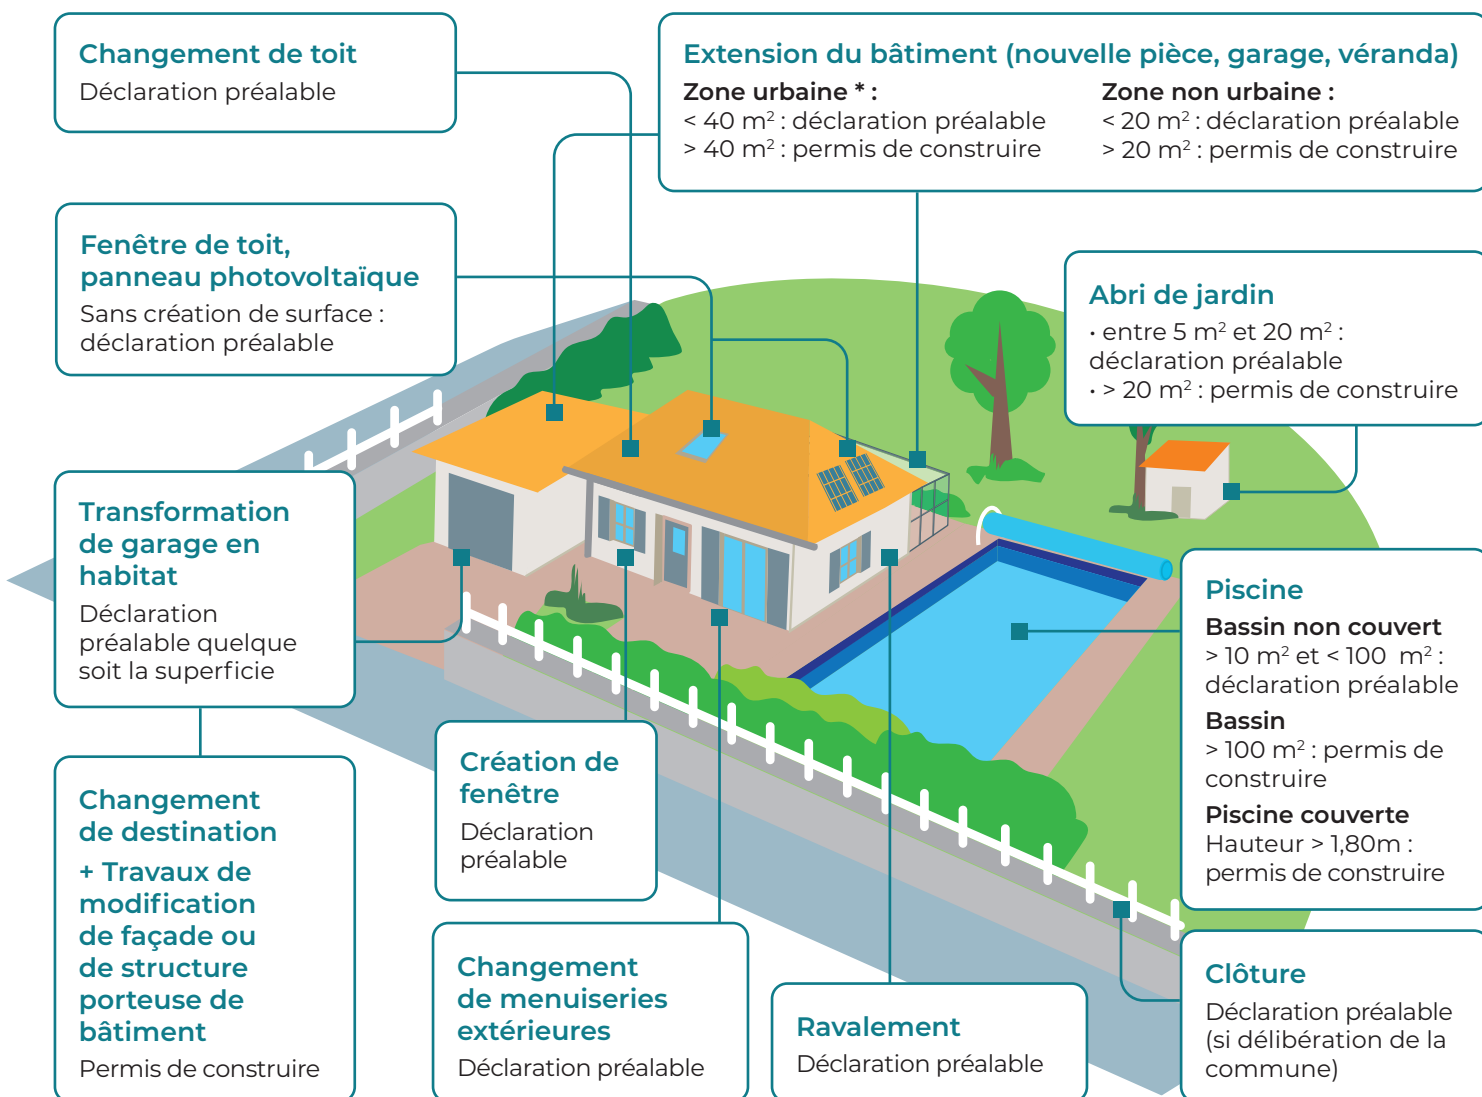 Changement de toit
Déclaration préalable
Extension du bâtiment (nouvelle pièce, garage, véranda)
Zone urbaine * :
< 40 m² : déclaration préalable
> 40 m² : permis de construire
Zone non urbaine :
< 20 m² : déclaration préalable
> 20 m² : permis de construire
Fenêtre de toit,
panneau photovoltaïque
Sans création de surface :
déclaration préalable
Abri de jardin
• entre 5 m² et 20 m² :
déclaration préalable
• > 20 m² : permis de construire
Transformation
de garage en
habitat
Déclaration
préalable quelque
soit la superficie
Piscine
Bassin non couvert
> 10 m² et < 100 m² :
déclaration préalable
Bassin
> 100 m² : permis de
construire
Piscine couverte
Hauteur > 1,80m :
permis de construire
Changement
de destination
+ Travaux de
modification
de façade ou
de structure
porteuse de
bâtiment
Permis de construire
Création de
fenêtre
Déclaration
préalable
Changement
de menuiseries
extérieures
Déclaration préalable
Ravalement
Déclaration préalable
Clôture
Déclaration préalable
(si délibération de la
commune)